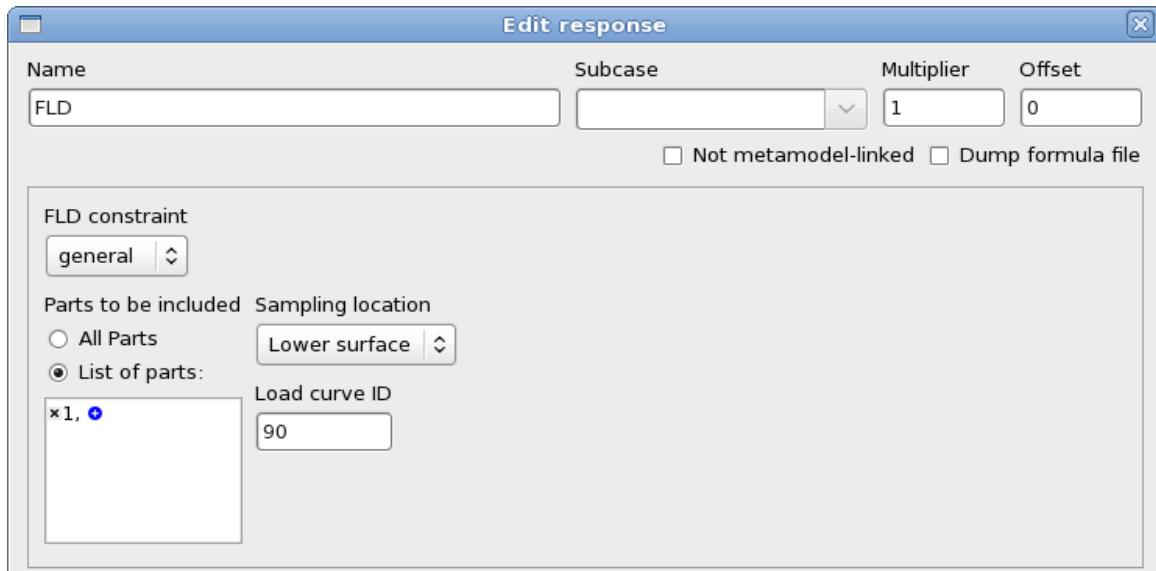 Edit response
Name Subcase Multiplier Offset
FLD 1 0
Not metamodel-linked Dump formula file
FLD constraint
general
Parts to be included Sampling location
All Parts
Lower surface
List of parts:
Load curve ID
×1,
90